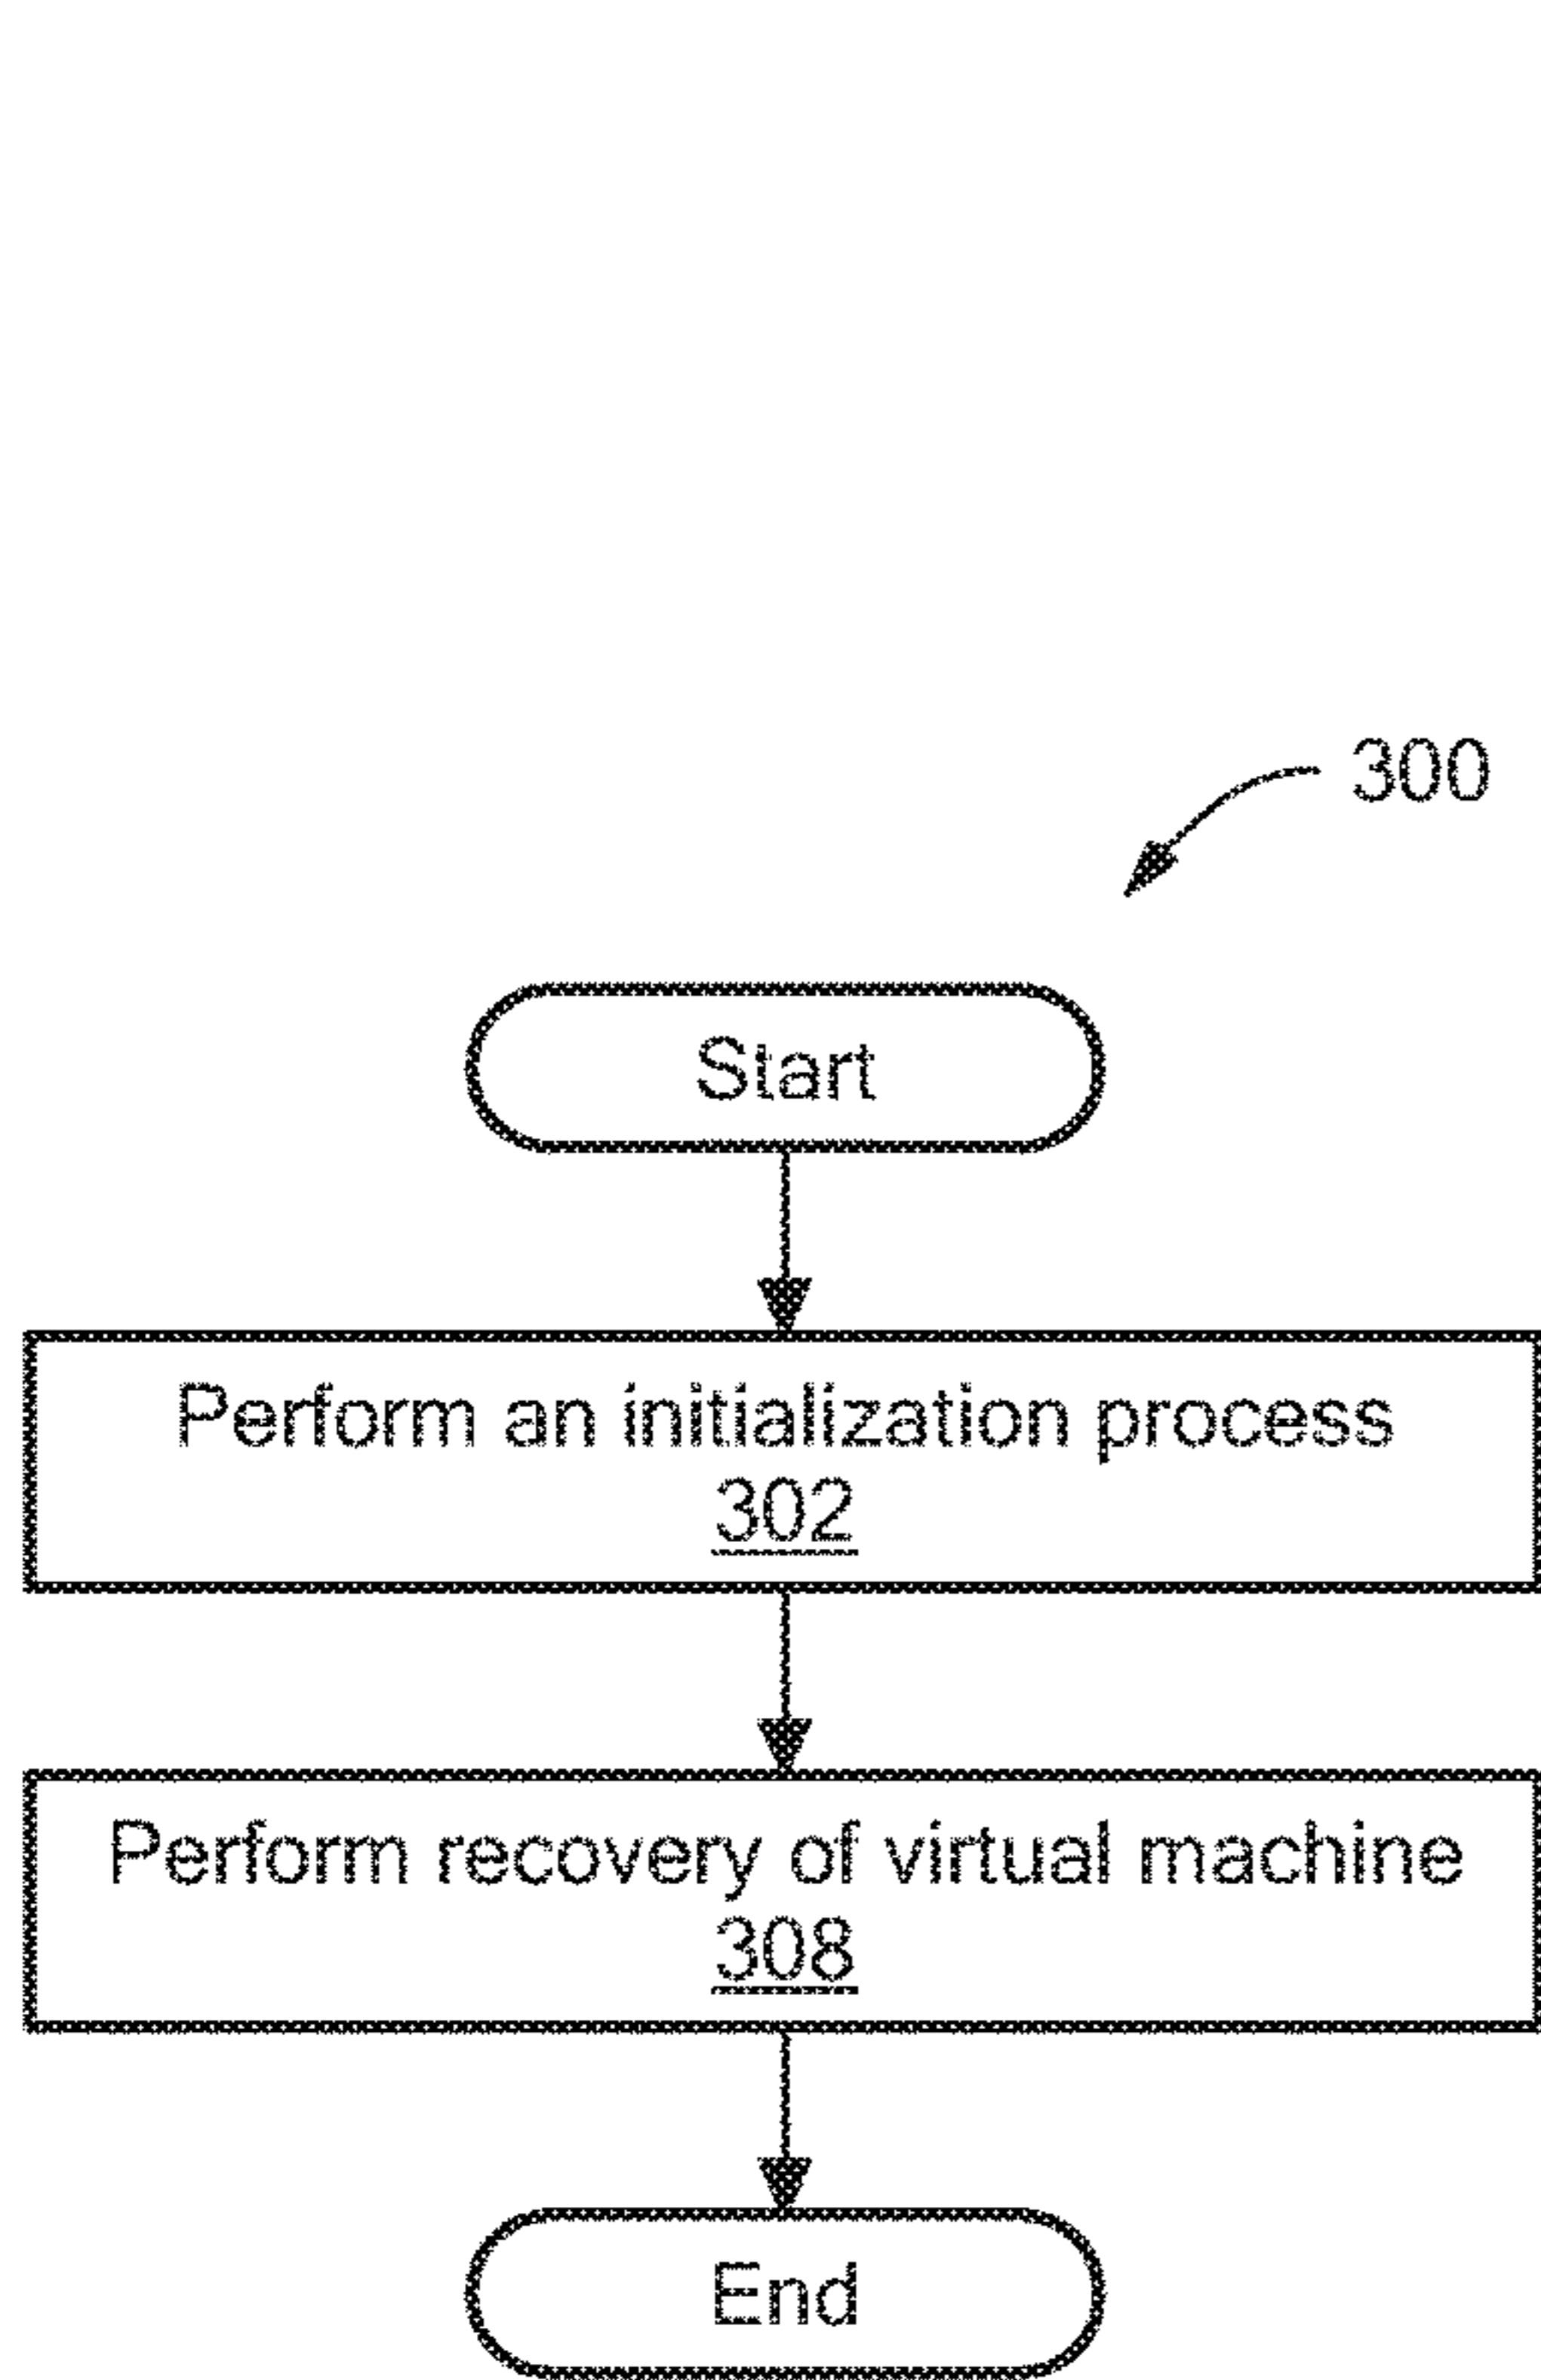 300
Start
Perform an initialization process
302
Perform recovery of virtual machine
308
End